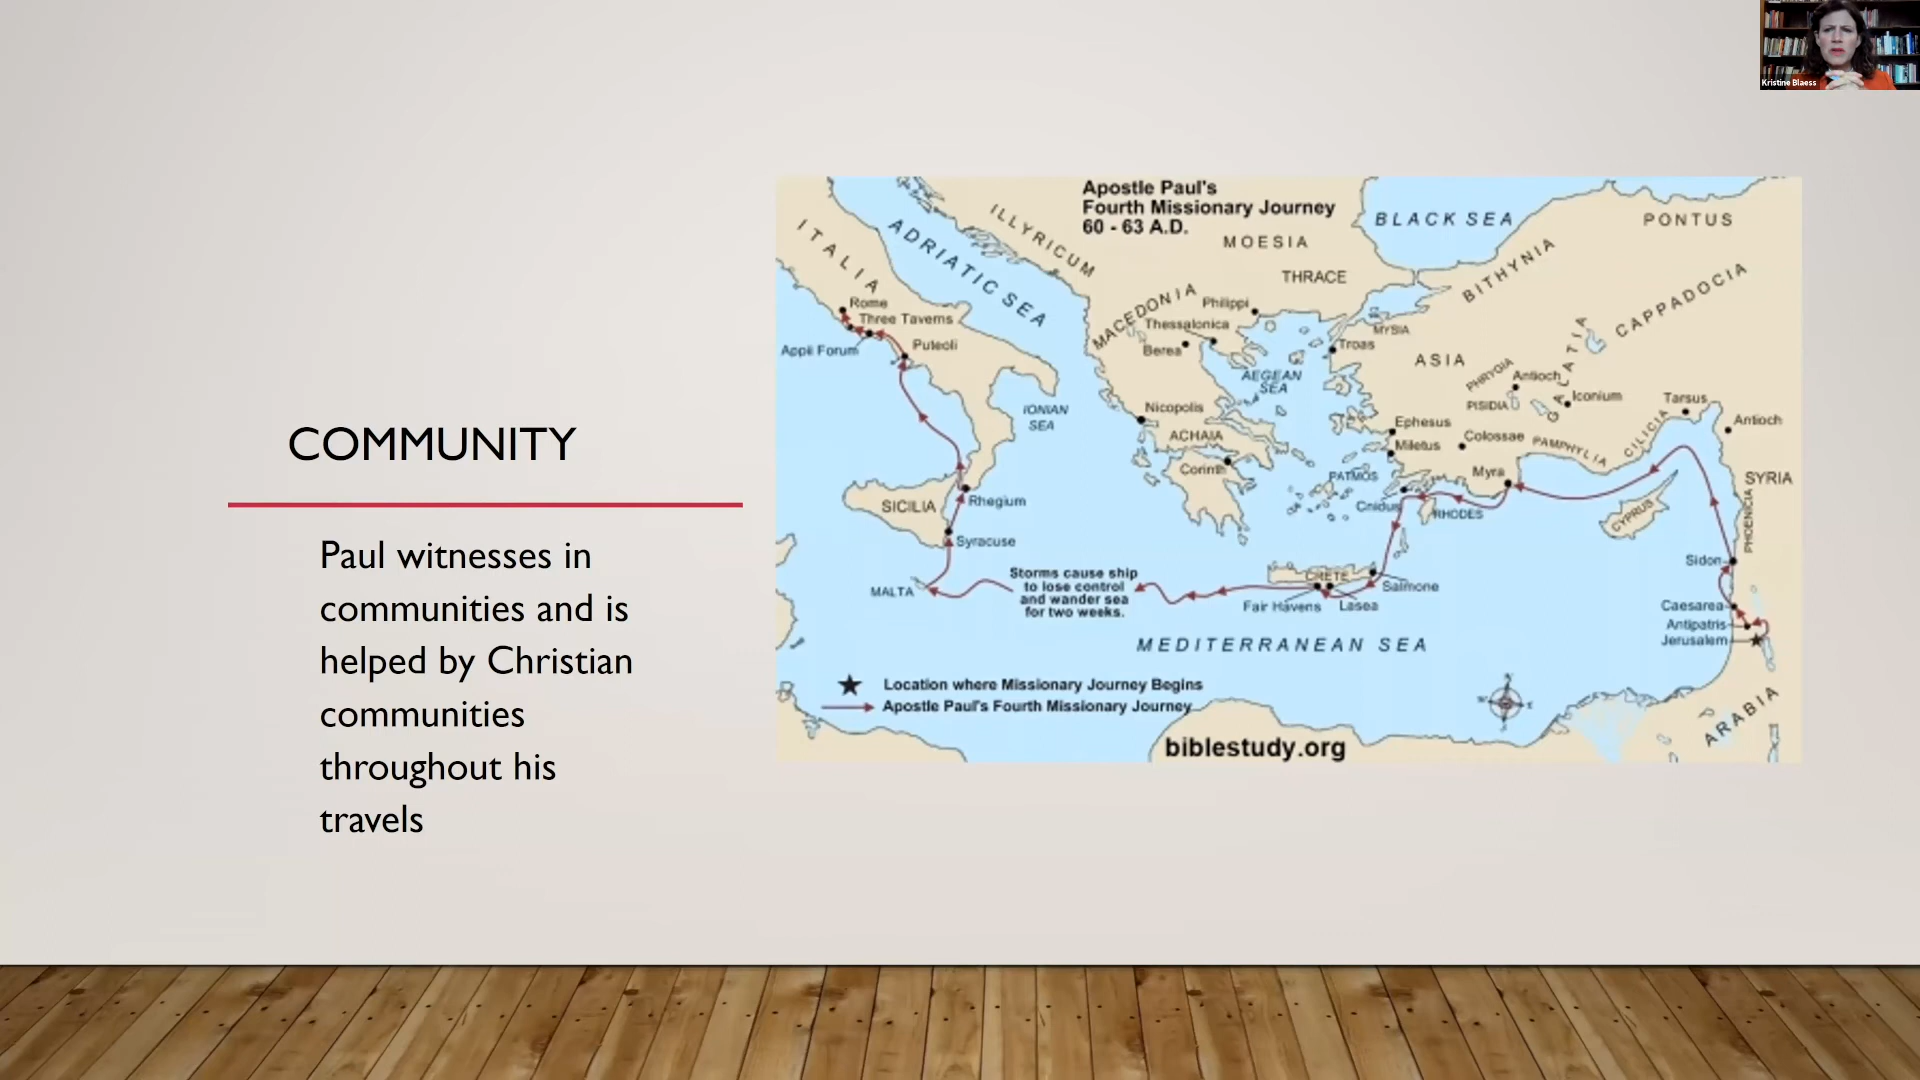 Kristine Blaess
COMMUNITY
Paul witnesses in
communities and is
helped by Christian
communities
throughout his
travels
Apostle Paul's
Fourth Missionary Journey
60 - 63 A.D.
BLACK SEA
PONTUS
ITALIA
ADRIATIC SEA
ILLYRICUM
MOESIA
THRACE
BITHYNIA
CAPPADOCIA
MACEDONIA
Philippi
Thessalonica
Berea
Rome
Three Taverns
Appii Forum
Puteoli
MYSIA
Troas
ASIA
GALATIA
PHRYGIA
Antioch
PISIDIA
Iconium
AEGEAN
SEA
IONIAN
SEA
Nicopolis
ACHAIA
Corinth
Ephesus
Miletus
Colossae
PAMPHYLIA
CILICIA
Tarsus
Antioch
PATMOS
Myra
SYRIA
Cnidus
RHODES
CYPRUS
PHOENICIA
SICILIA
Rhegium
Syracuse
MALTA
Storms cause ship
to lose control
and wander sea
for two weeks.
CRETE
Salmone
Fair Havens
Lasea
Sidon
Caesarea
Antipatris
Jerusalem
MEDITERRANEAN SEA
Location where Missionary Journey Begins
Apostle Paul's Fourth Missionary Journey
N
W
E
S
ARABIA
biblestudy.org